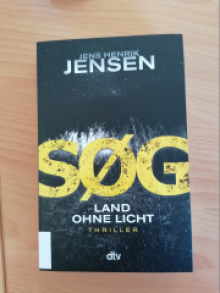 JENS HENRIK
JENSEN
SØG
LAND
OHNE LICHT
THRILLER
dtv